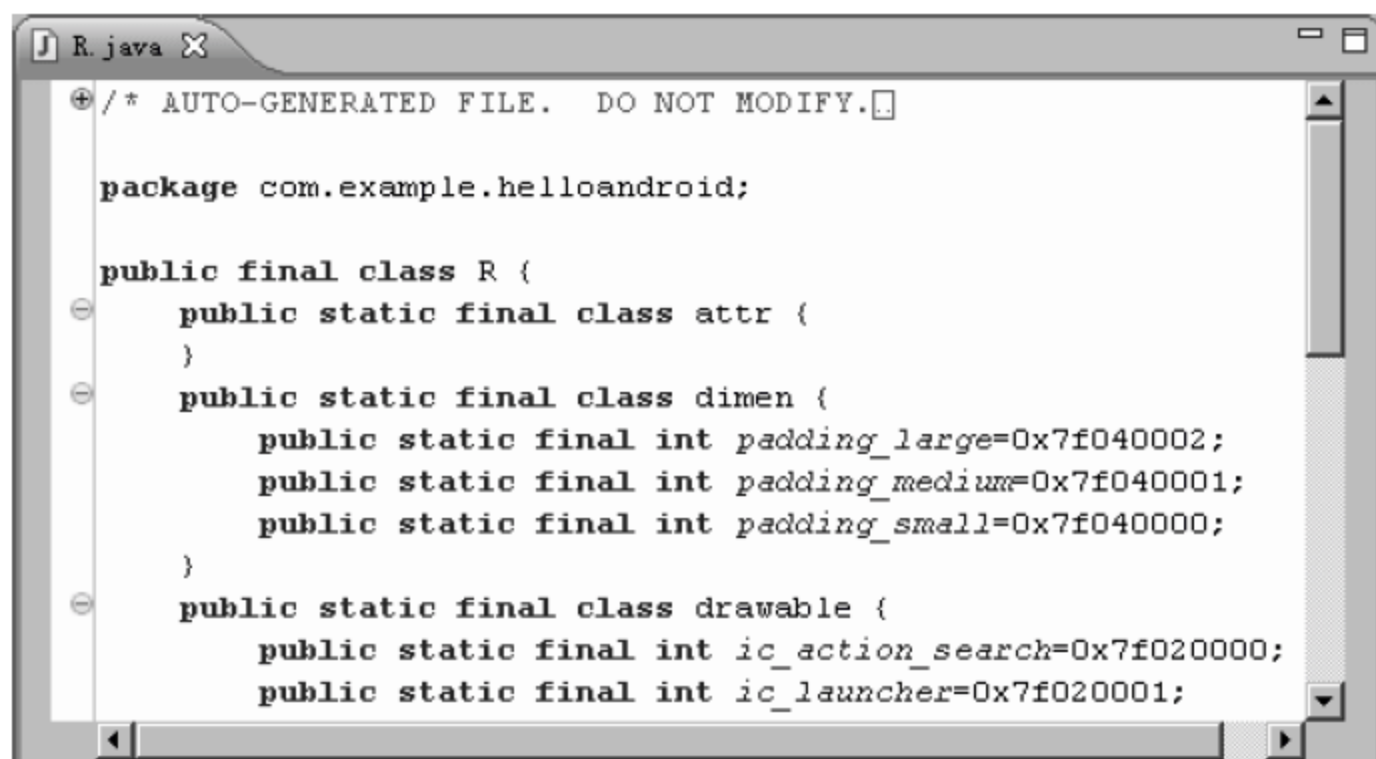 R.java
/* AUTO-GENERATED FILE.  DO NOT MODIFY...
package com.example.helloandroid;
public final class R {
public static final class attr {
}
public static final class dimen {
public static final int padding_large=0x7f040002;
public static final int padding_medium=0x7f040001;
public static final int padding_small=0x7f040000;
}
public static final class drawable {
public static final int ic_action_search=0x7f020000;
public static final int ic_launcher=0x7f020001;